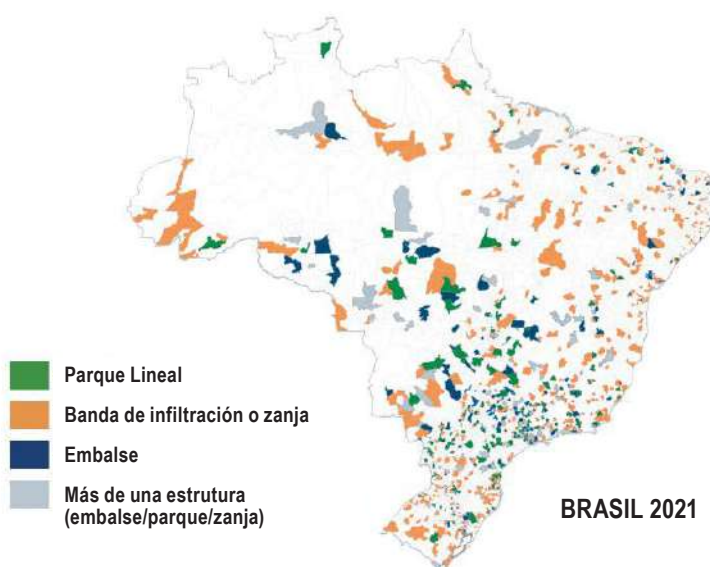 Parque Lineal
Banda de infiltración o zanja
Embalse
Más de una estrutura
(embalse/parque/zanja)
BRASIL 2021